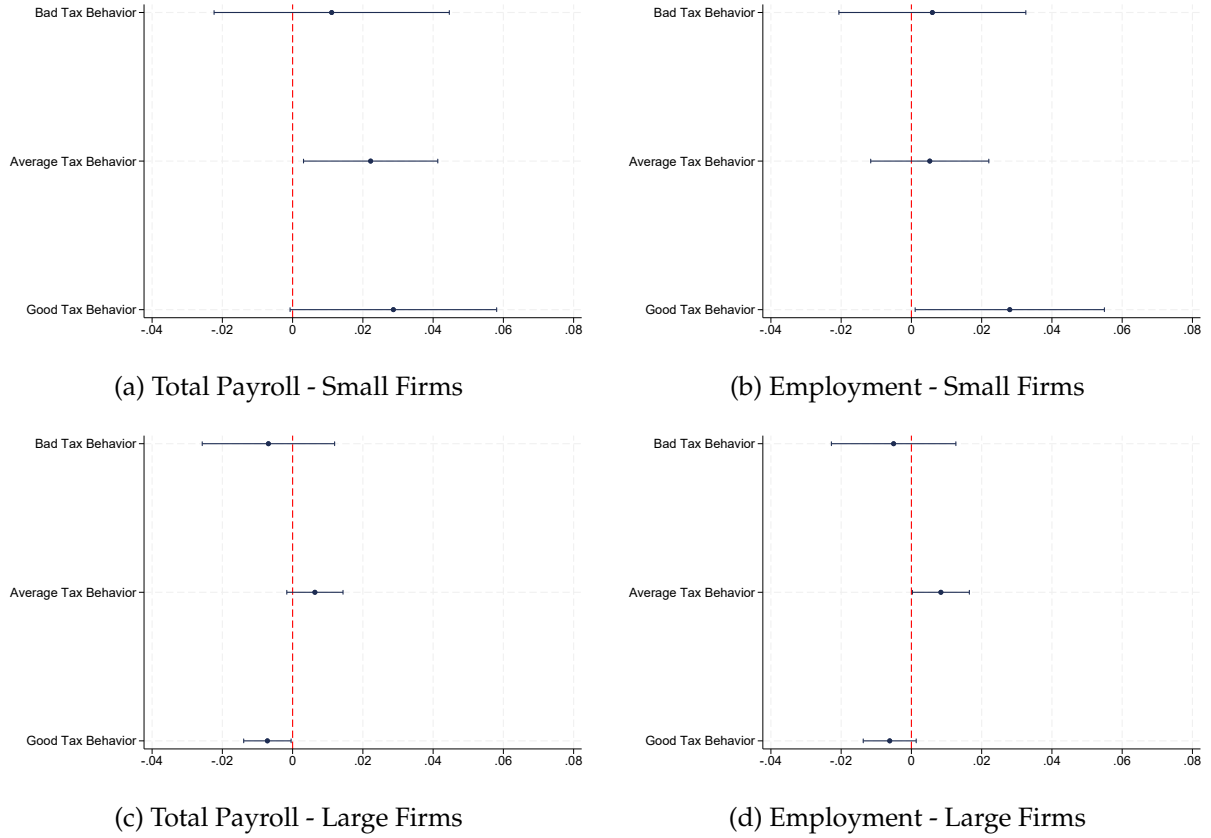 Bad Tax Behavior
Average Tax Behavior
Good Tax Behavior
-.04 -.02 0 .02 .04 .06 .08
(a) Total Payroll - Small Firms
Bad Tax Behavior
Average Tax Behavior
Good Tax Behavior
-.04 -.02 0 .02 .04 .06 .08
(b) Employment - Small Firms
Bad Tax Behavior
Average Tax Behavior
Good Tax Behavior
-.04 -.02 0 .02 .04 .06 .08
(c) Total Payroll - Large Firms
Bad Tax Behavior
Average Tax Behavior
Good Tax Behavior
-.04 -.02 0 .02 .04 .06 .08
(d) Employment - Large Firms